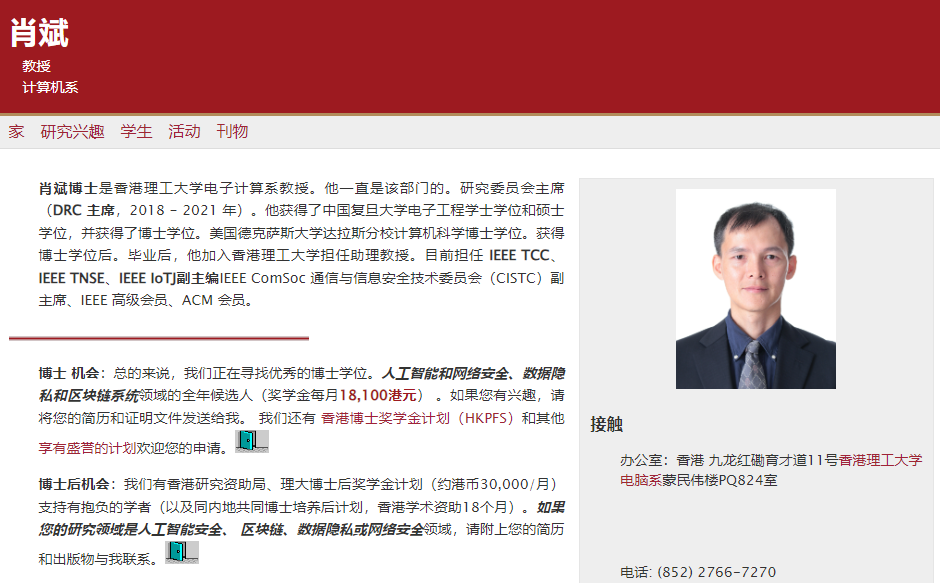 肖斌
教授
计算机系
家 研究兴趣 学生 活动 刊物
肖斌博士是香港理工大学电子计算系教授。他一直是该部门的。研究委员会主席
（DRC 主席，2018 - 2021 年）。他获得了中国复旦大学电子工程学士学位和硕士
学位，并获得了博士学位。美国德克萨斯大学达拉斯分校计算机科学博士学位。获得
博士学位后。毕业后，他加入香港理工大学担任助理教授。目前担任 IEEE TCC、
IEEE TNSE、IEEE IoTJ副主编IEEE ComSoc 通信与信息安全技术委员会（CISTC）副
主席、IEEE 高级会员、ACM 会员。
博士 机会：总的来说，我们正在寻找优秀的博士学位。人工智能和网络安全、数据隐
私和区块链系统领域的全年候选人（奖学金每月18,100港元） 。如果您有兴趣，请
将您的简历和证明文件发送给我。 我们还有 香港博士奖学金计划（HKPFS）和其他
享有盛誉的计划欢迎您的申请。
博士后机会：我们有香港研究资助局、理大博士后奖学金计划（约港币30,000/月）
支持有抱负的学者（以及同内地共同博士培养后计划，香港学术资助18个月）。如果
您的研究领域是人工智能安全、 区块链、数据隐私或网络安全领域，请附上您的简历
和出版物与我联系。
接触
办公室：香港 九龙红磡育才道11号香港理工大学
电脑系蒙民伟楼PQ824室
电话: (852) 2766-7270